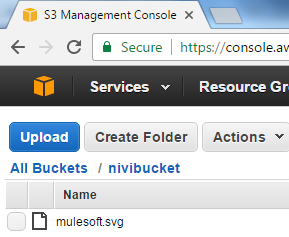 S3 Management Console
Secure https://console.aw
Services Resource Gr
Upload Create Folder Actions
All Buckets / nivibucket
Name
mulesoft.svg